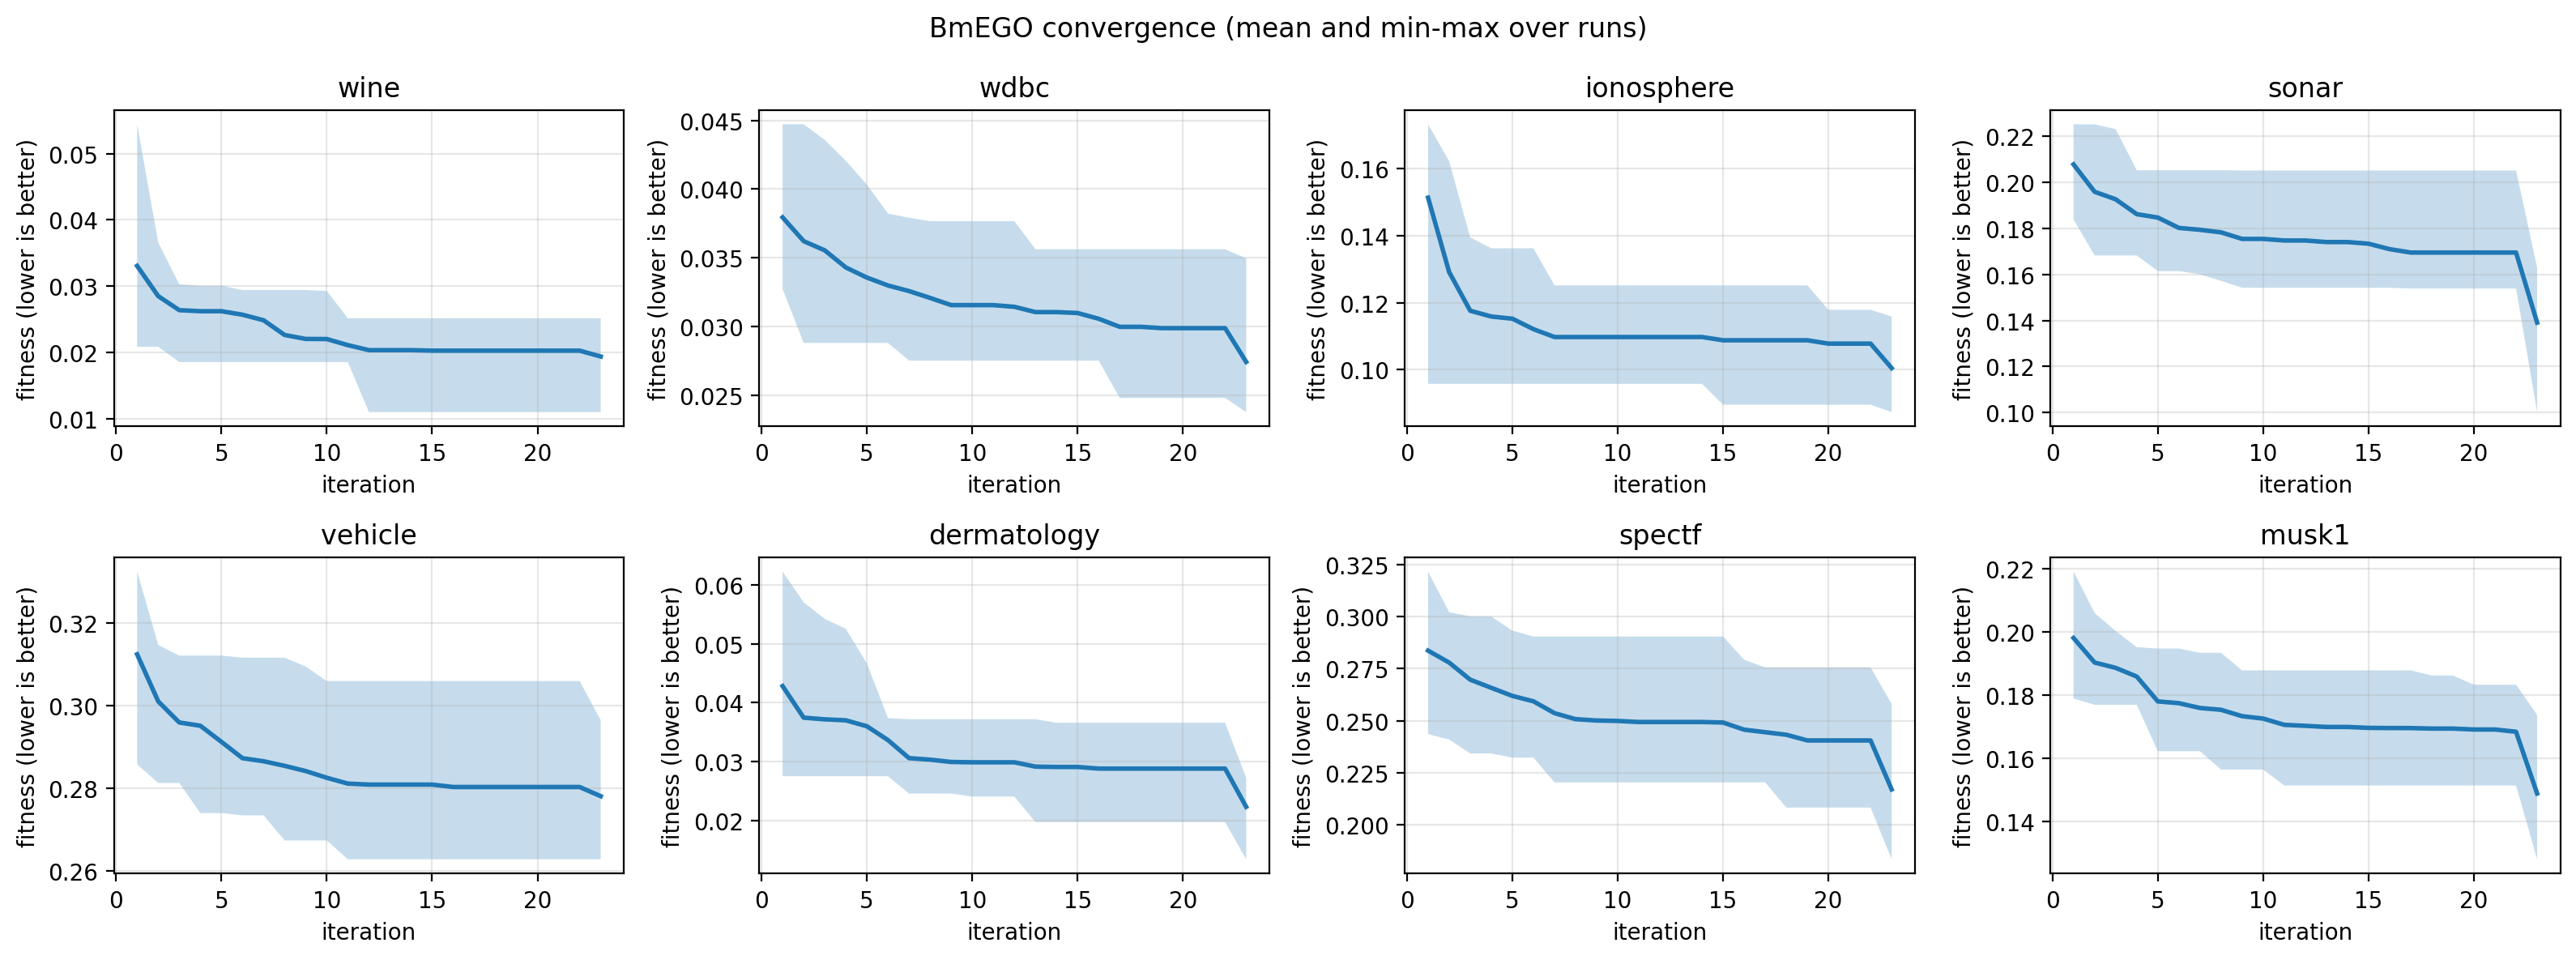 BmEGO convergence (mean and min-max over runs)
wine
fitness (lower is better)
0.05
0.04
0.03
0.02
0.01
0 5 10 15 20
iteration
wdbc
fitness (lower is better)
0.045
0.040
0.035
0.030
0.025
0 5 10 15 20
iteration
ionosphere
fitness (lower is better)
0.16
0.14
0.12
0.10
0 5 10 15 20
iteration
sonar
fitness (lower is better)
0.22
0.20
0.18
0.16
0.14
0.12
0.10
0 5 10 15 20
iteration
vehicle
fitness (lower is better)
0.32
0.30
0.28
0.26
0 5 10 15 20
iteration
dermatology
fitness (lower is better)
0.06
0.05
0.04
0.03
0.02
0 5 10 15 20
iteration
spectf
fitness (lower is better)
0.325
0.300
0.275
0.250
0.225
0.200
0 5 10 15 20
iteration
musk1
fitness (lower is better)
0.22
0.20
0.18
0.16
0.14
0 5 10 15 20
iteration